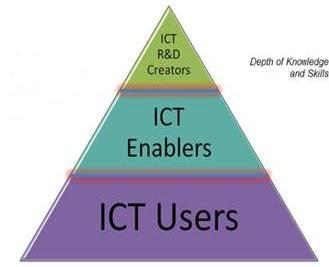 ICT
R&D
Creators
Depth of Knowledge
and Skills
ICT
Enablers
ICT Users